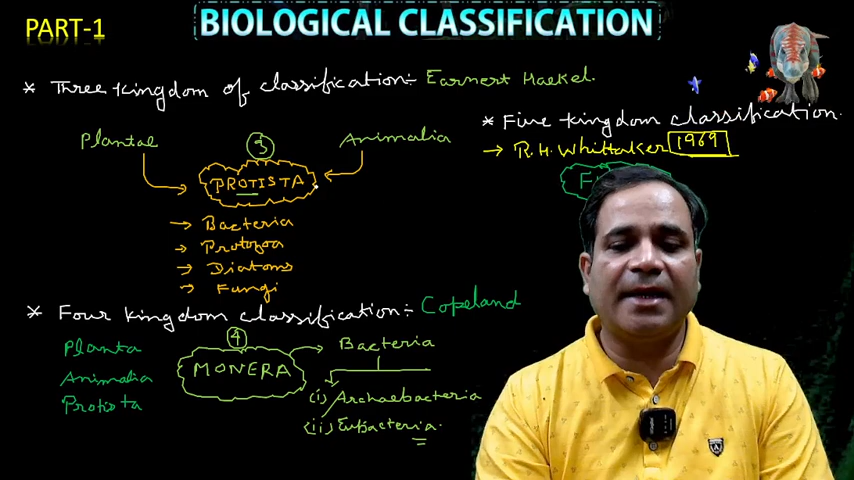 PART-1
BIOLOGICAL CLASSIFICATION
* Three kingdom of classification:- Earnert Haekel.
Plantae
3
Animalia
PROTISTA
→ Bacteria
→ Protozoa
→ Diatoms
→ Fungi
* Five kingdom classification.
→ R.H. Whittaker 1969
F
* Four kingdom classification:- Copeland
4
Planta
Animalia
Protista
MONERA
→ Bacteria
(i) Archaebacteria
(ii) Eubacteria.